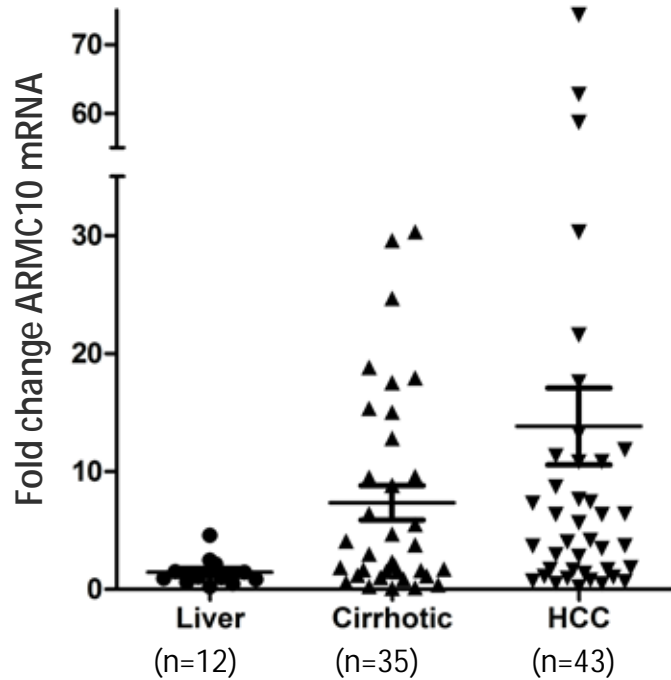 Fold change ARMC10 mRNA
70
60
30
20
10
0
Liver Cirrhotic HCC
(n=12) (n=35) (n=43)